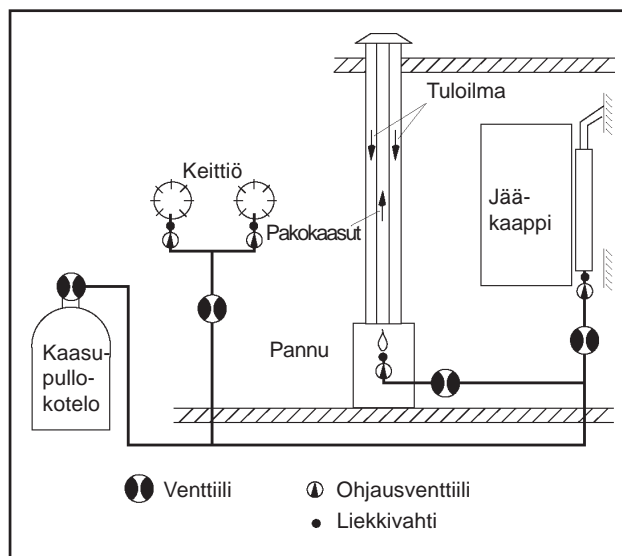 Tuloilma
Keittiö
Jää-
kaappi
Pakokaasut
Kaasu-
pullo-
kotelo
Pannu
Venttiili
Ohjausventtiili
Liekkivahti